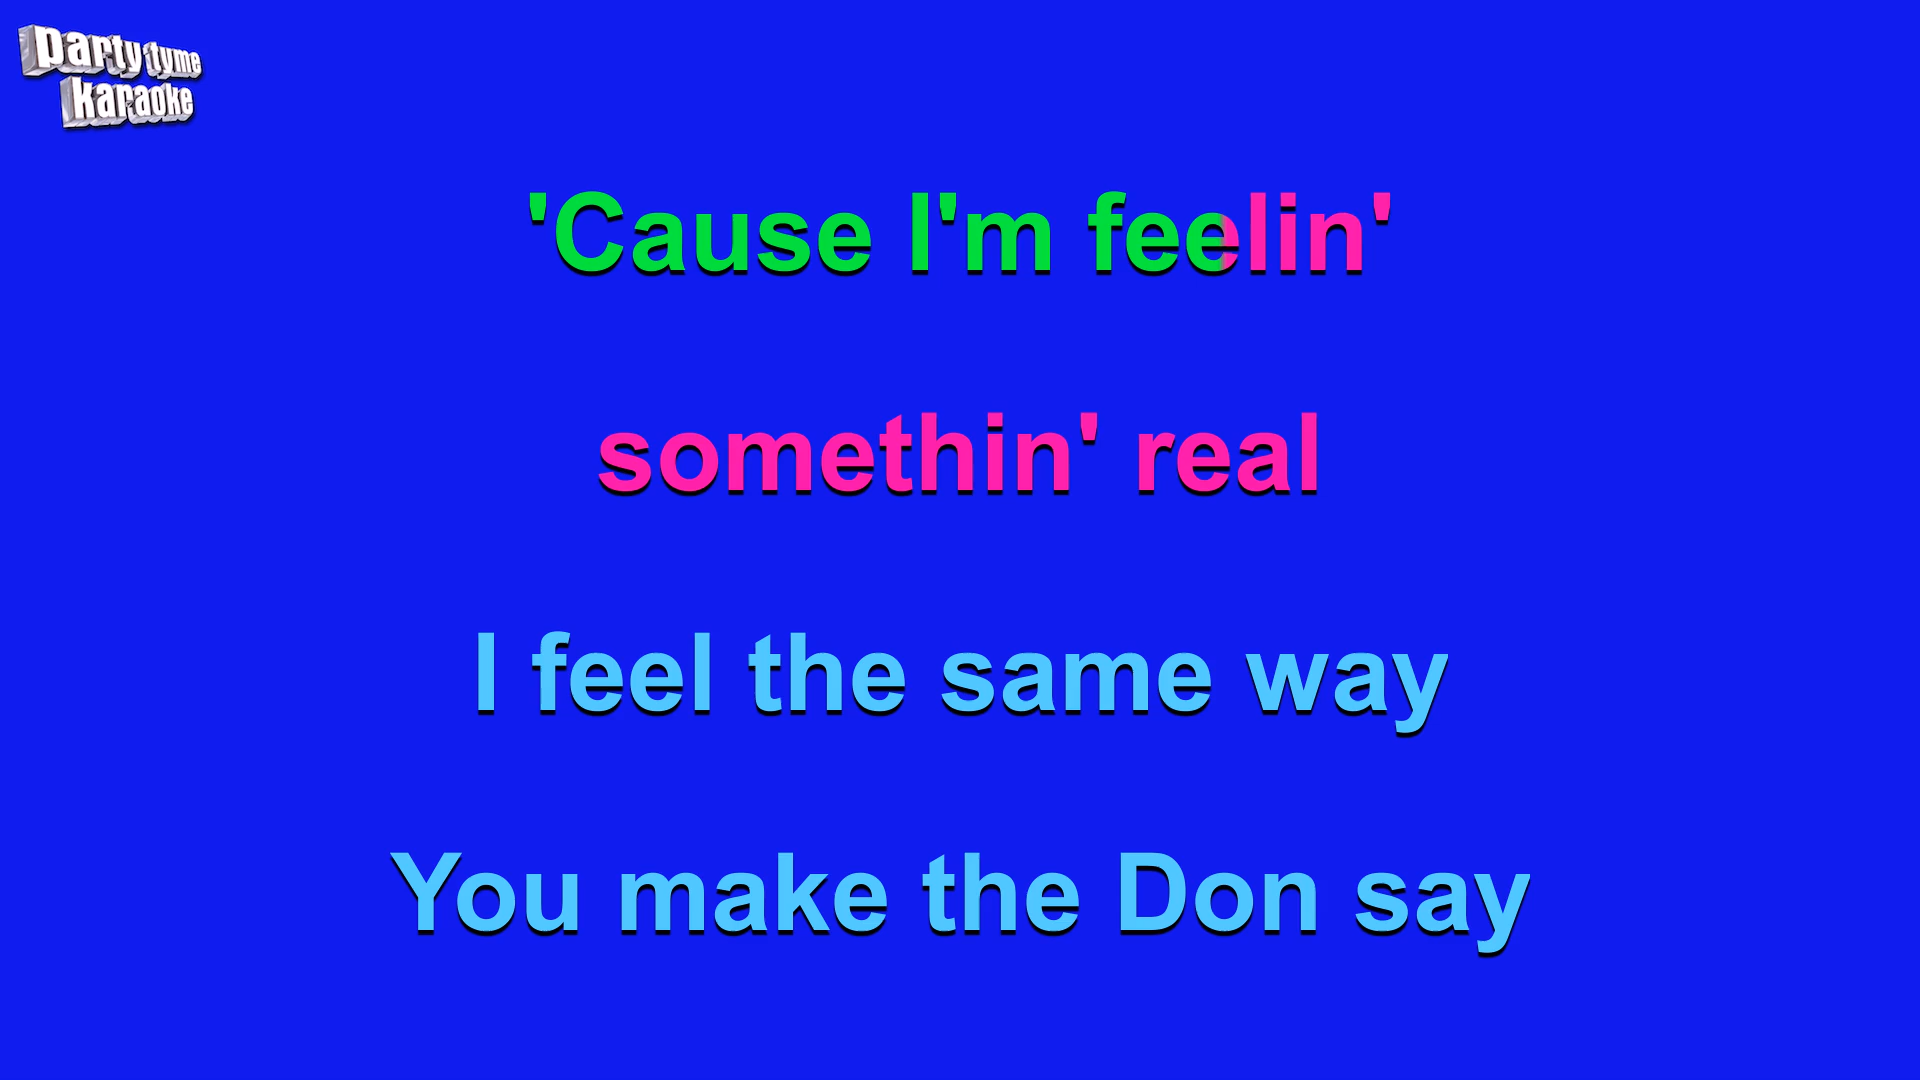 party tyme
karaoke
'Cause I'm feelin'
somethin' real
I feel the same way
You make the Don say